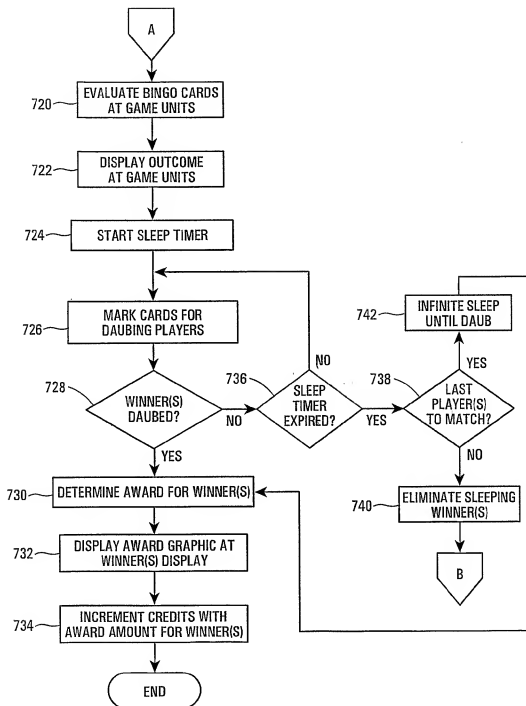 A
720
EVALUATE BINGO CARDS
AT GAME UNITS
722
DISPLAY OUTCOME
AT GAME UNITS
724
START SLEEP TIMER
726
MARK CARDS FOR
DAUBING PLAYERS
742
INFINITE SLEEP
UNTIL DAUB
728
WINNER(S)
DAUBED?
NO
YES
736
SLEEP
TIMER
EXPIRED?
NO
YES
738
LAST
PLAYER(S)
TO MATCH?
YES
NO
730
DETERMINE AWARD FOR WINNER(S)
740
ELIMINATE SLEEPING
WINNER(S)
732
DISPLAY AWARD GRAPHIC AT
WINNER(S) DISPLAY
B
734
INCREMENT CREDITS WITH
AWARD AMOUNT FOR WINNER(S)
END